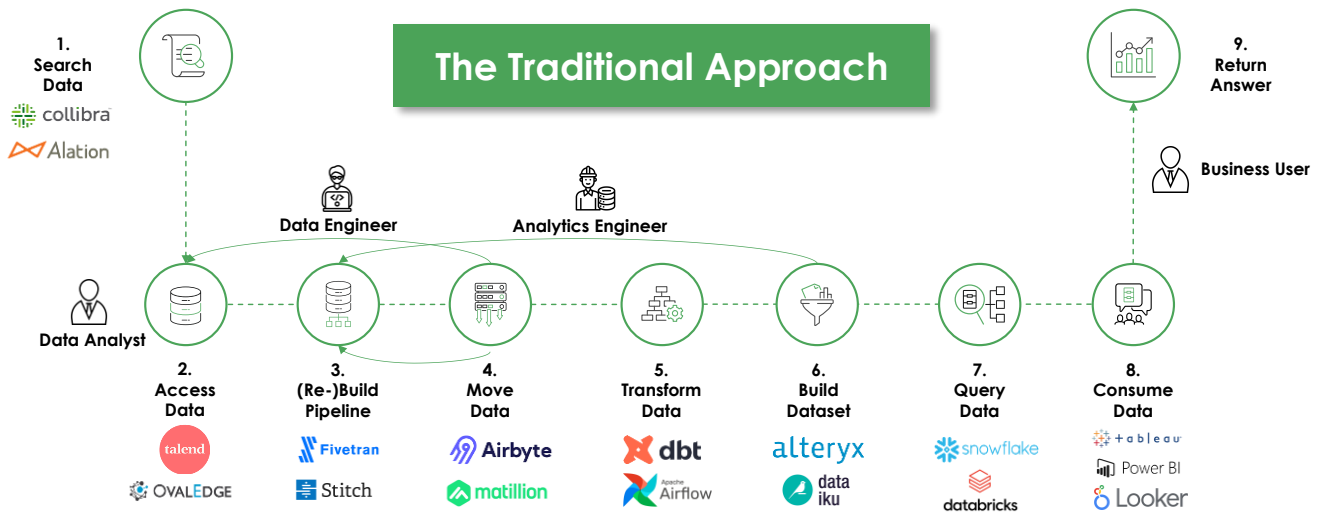 The Traditional Approach
1.
Search
Data
collibra
Alation
9.
Return
Answer
Business User
Data Engineer
Analytics Engineer
Data Analyst
2.
Access
Data
talend
OVALEDGE
3.
(Re-)Build
Pipeline
Fivetran
Stitch
4.
Move
Data
Airbyte
matillion
5.
Transform
Data
dbt
Apache
Airflow
6.
Build
Dataset
alteryx
data
iku
7.
Query
Data
snowflake
databricks
8.
Consume
Data
+ableau
Power BI
Looker